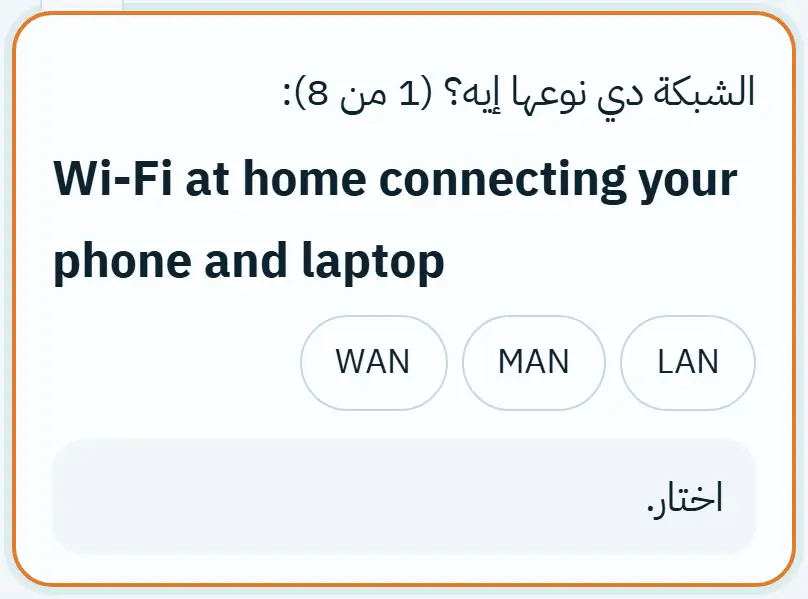 الشبكة دي نوعها إيه؟ (1 من 8):
Wi-Fi at home connecting your
phone and laptop
LAN
MAN
WAN
اختار.